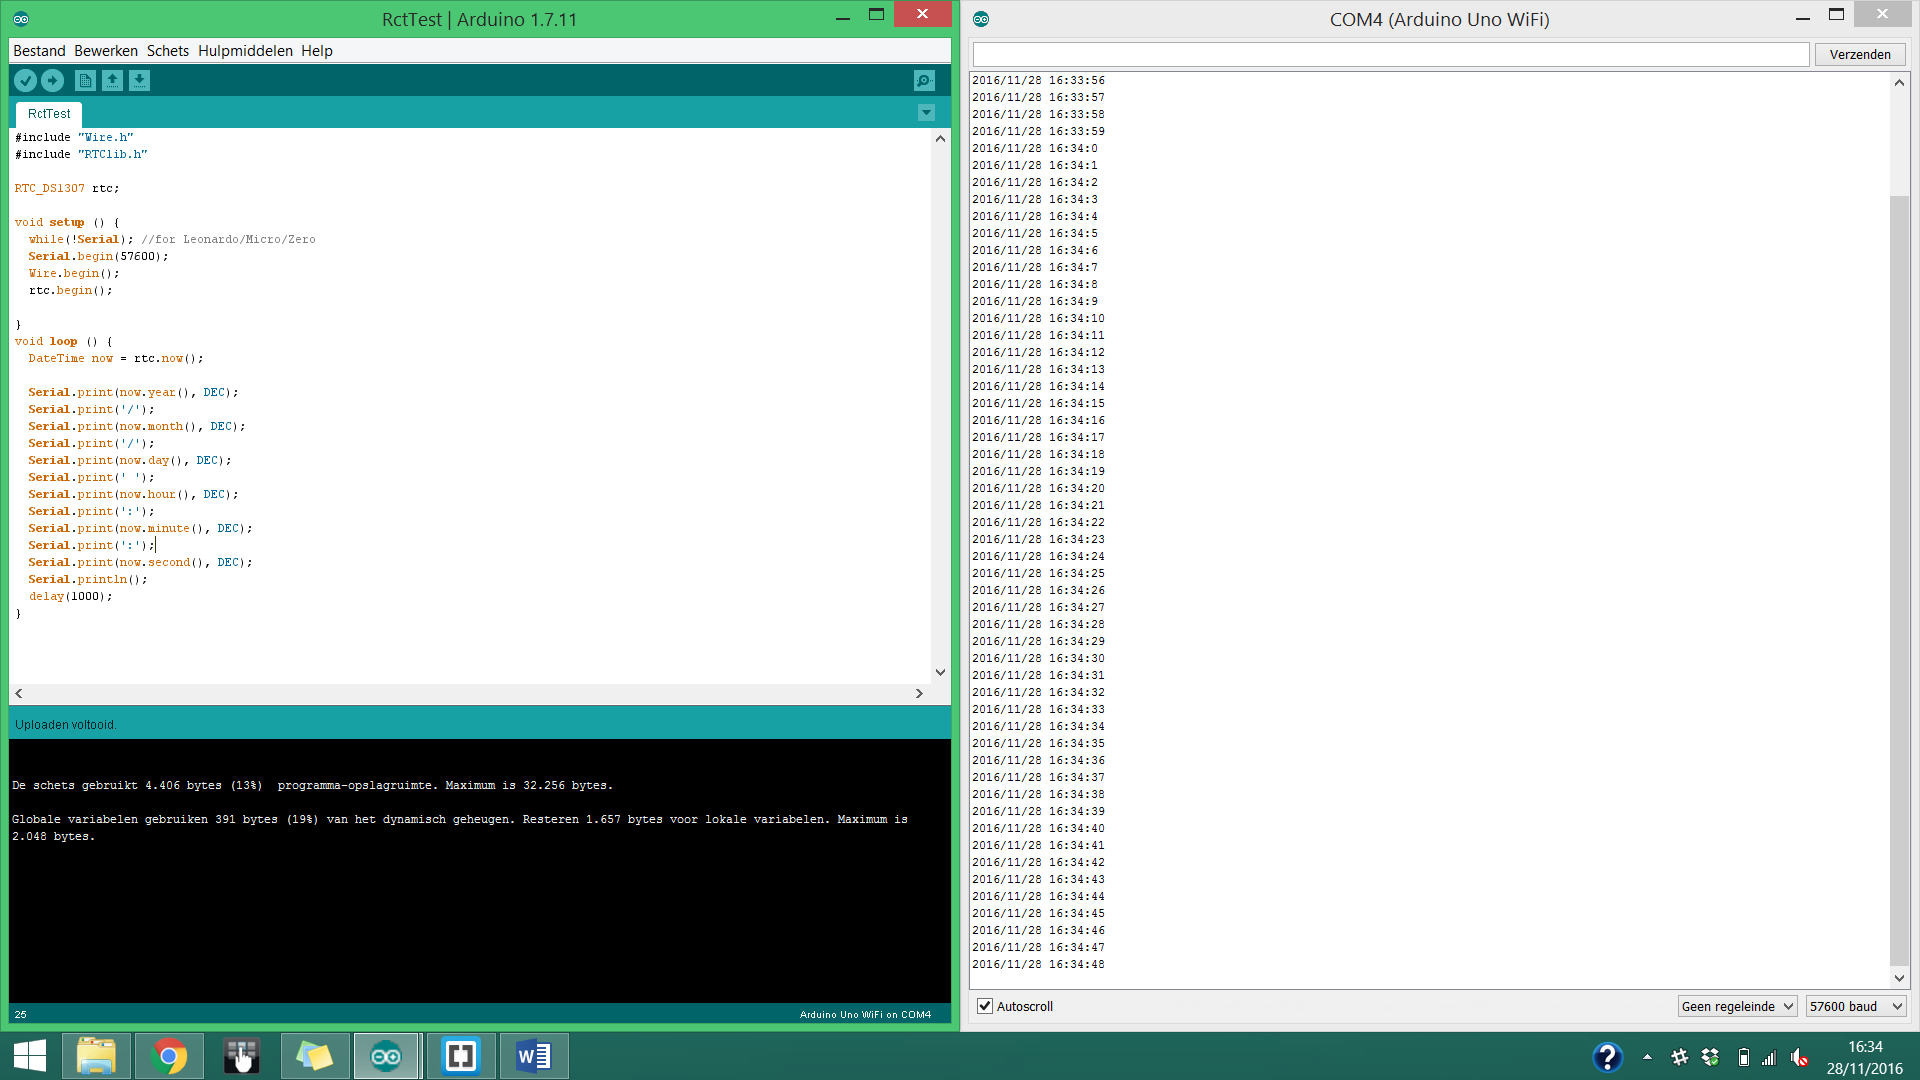 RctTest | Arduino 1.7.11
Bestand Bewerken Schets Hulpmiddelen Help
RctTest
#include "Wire.h"
#include "RTClib.h"
RTC_DS1307 rtc;
void setup () {
while(!Serial); //for Leonardo/Micro/Zero
Serial.begin(57600);
Wire.begin();
rtc.begin();
}
void loop () {
DateTime now = rtc.now();
Serial.print(now.year(), DEC);
Serial.print('/');
Serial.print(now.month(), DEC);
Serial.print('/');
Serial.print(now.day(), DEC);
Serial.print(' ');
Serial.print(now.hour(), DEC);
Serial.print(':');
Serial.print(now.minute(), DEC);
Serial.print(':');
Serial.print(now.second(), DEC);
Serial.println();
delay(1000);
}
Uploaden voltooid.
De schets gebruikt 4.406 bytes (13%)  programma-opslagruimte. Maximum is 32.256 bytes.
Globale variabelen gebruiken 391 bytes (19%) van het dynamisch geheugen. Resteren 1.657 bytes voor lokale variabelen. Maximum is
2.048 bytes.
25
Arduino Uno WiFi on COM4
COM4 (Arduino Uno WiFi)
Verzenden
2016/11/28 16:33:56
2016/11/28 16:33:57
2016/11/28 16:33:58
2016/11/28 16:33:59
2016/11/28 16:34:0
2016/11/28 16:34:1
2016/11/28 16:34:2
2016/11/28 16:34:3
2016/11/28 16:34:4
2016/11/28 16:34:5
2016/11/28 16:34:6
2016/11/28 16:34:7
2016/11/28 16:34:8
2016/11/28 16:34:9
2016/11/28 16:34:10
2016/11/28 16:34:11
2016/11/28 16:34:12
2016/11/28 16:34:13
2016/11/28 16:34:14
2016/11/28 16:34:15
2016/11/28 16:34:16
2016/11/28 16:34:17
2016/11/28 16:34:18
2016/11/28 16:34:19
2016/11/28 16:34:20
2016/11/28 16:34:21
2016/11/28 16:34:22
2016/11/28 16:34:23
2016/11/28 16:34:24
2016/11/28 16:34:25
2016/11/28 16:34:26
2016/11/28 16:34:27
2016/11/28 16:34:28
2016/11/28 16:34:29
2016/11/28 16:34:30
2016/11/28 16:34:31
2016/11/28 16:34:32
2016/11/28 16:34:33
2016/11/28 16:34:34
2016/11/28 16:34:35
2016/11/28 16:34:36
2016/11/28 16:34:37
2016/11/28 16:34:38
2016/11/28 16:34:39
2016/11/28 16:34:40
2016/11/28 16:34:41
2016/11/28 16:34:42
2016/11/28 16:34:43
2016/11/28 16:34:44
2016/11/28 16:34:45
2016/11/28 16:34:46
2016/11/28 16:34:47
2016/11/28 16:34:48
Autoscroll
Geen regeleinde
57600 baud
16:34
28/11/2016